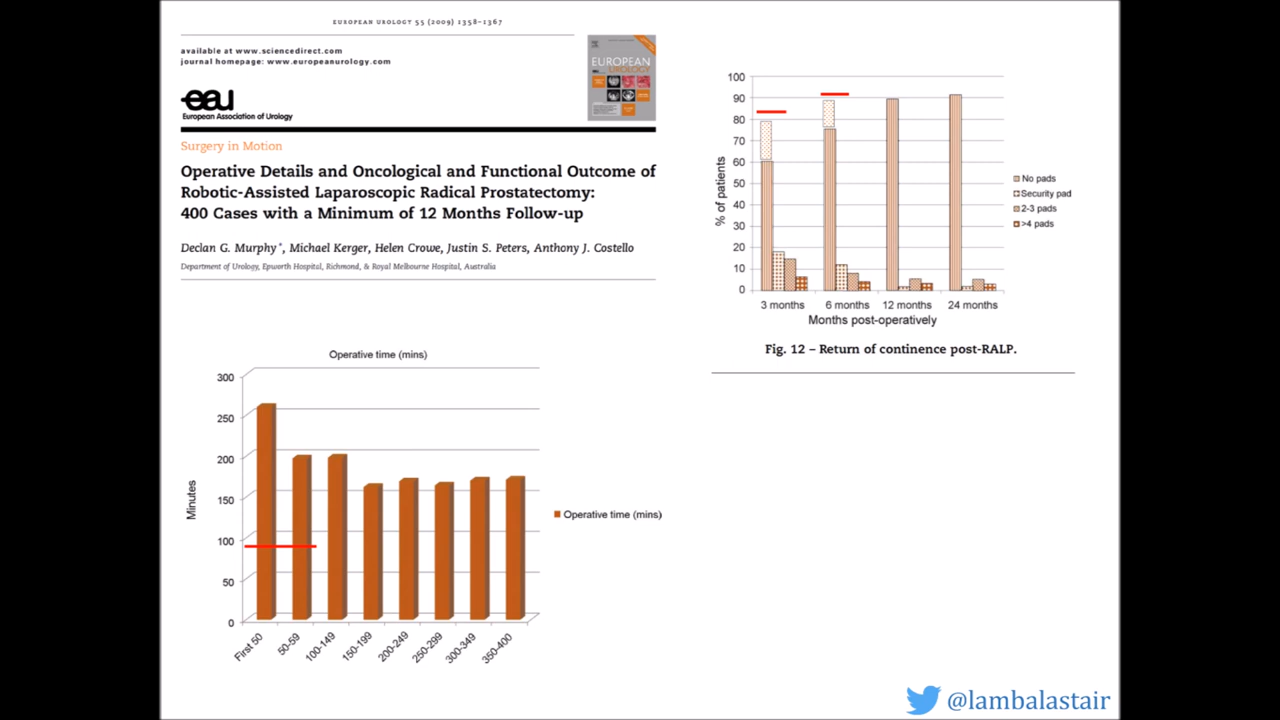 EUROPEAN UROLOGY 55 (2009) 1358–1367
available at www.sciencedirect.com
journal homepage: www.europeanurology.com
EUROPEAN
UROLOGY
eau
European Association of Urology
Surgery in Motion
Operative Details and Oncological and Functional Outcome of
Robotic-Assisted Laparoscopic Radical Prostatectomy:
400 Cases with a Minimum of 12 Months Follow-up
Declan G. Murphy *, Michael Kerger, Helen Crowe, Justin S. Peters, Anthony J. Costello
Department of Urology, Epworth Hospital, Richmond, & Royal Melbourne Hospital, Australia
Operative time (mins)
300
250
200
150
100
50
0
Minutes
First 50
50-59
100-149
150-199
200-249
250-299
300-349
350-400
Operative time (mins)
100
90
80
70
60
50
40
30
20
10
0
% of patients
3 months
6 months
12 months
24 months
Months post-operatively
No pads
Security pad
2-3 pads
>4 pads
Fig. 12 – Return of continence post-RALP.
@lambalastair